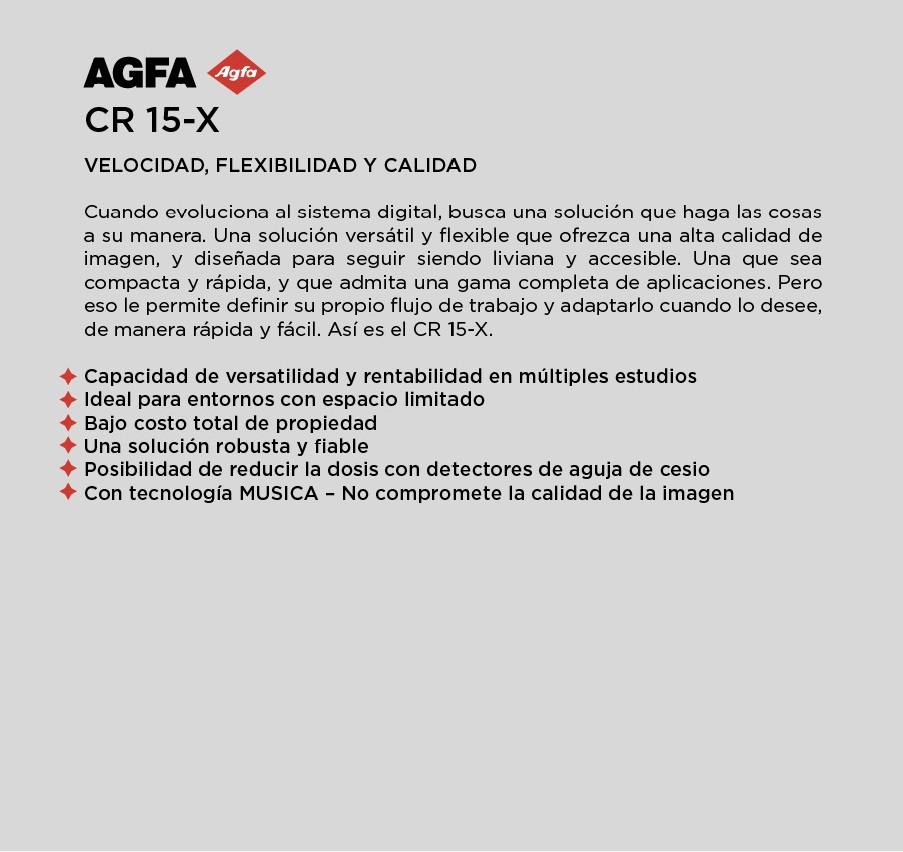 AGFA Agfa
CR 15-X
VELOCIDAD, FLEXIBILIDAD Y CALIDAD
Cuando evoluciona al sistema digital, busca una solución que haga las cosas
a su manera. Una solución versátil y flexible que ofrezca una alta calidad de
imagen, y diseñada para seguir siendo liviana y accesible. Una que sea
compacta y rápida, y que admita una gama completa de aplicaciones. Pero
eso le permite definir su propio flujo de trabajo y adaptarlo cuando lo desee,
de manera rápida y fácil. Así es el CR 15-X.
Capacidad de versatilidad y rentabilidad en múltiples estudios
Ideal para entornos con espacio limitado
Bajo costo total de propiedad
Una solución robusta y fiable
Posibilidad de reducir la dosis con detectores de aguja de cesio
Con tecnología MUSICA – No compromete la calidad de la imagen